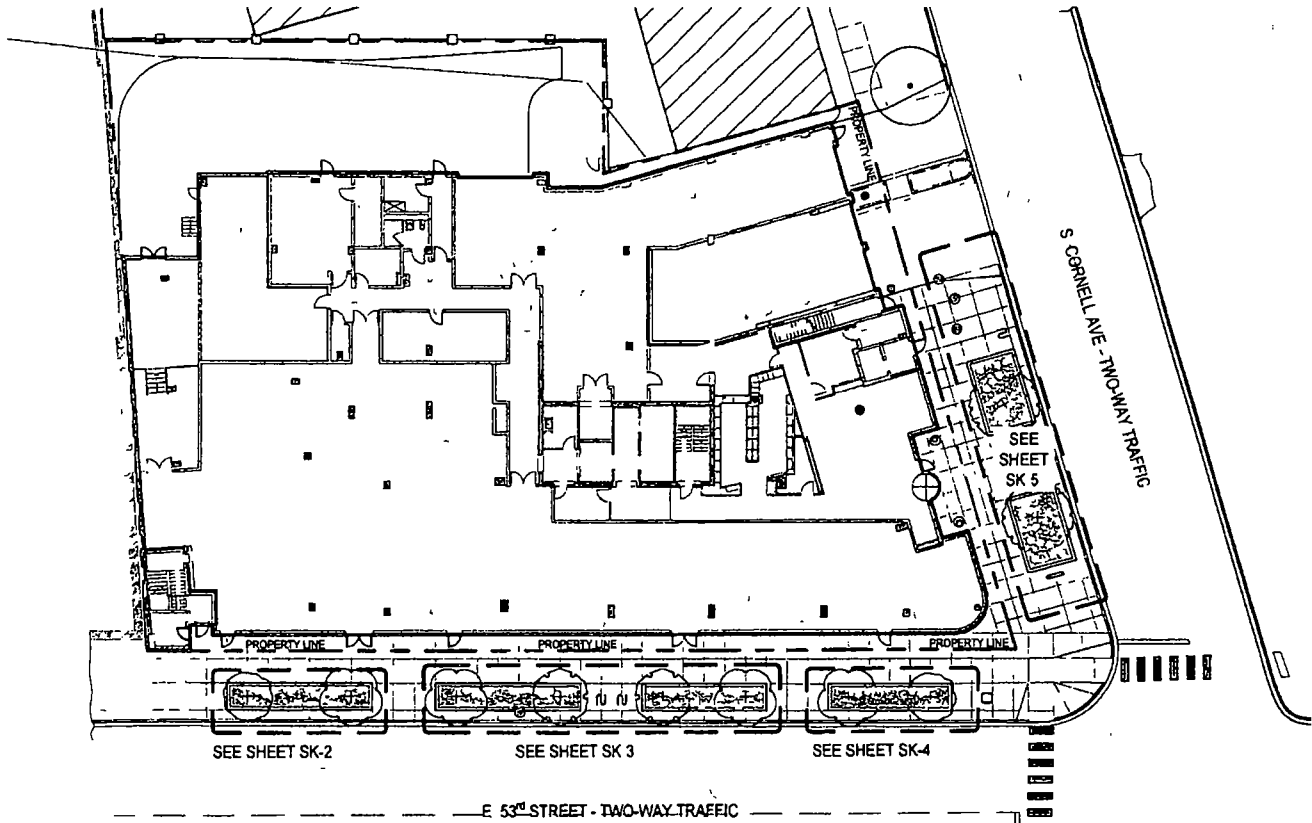 PROPERTY LINE
S CORNELL AVE - TWO-WAY TRAFFIC
SEE
SHEET
SK 5
PROPERTY LINE
PROPERTY LINE
PROPERTY LINE
SEE SHEET SK-2
SEE SHEET SK 3
SEE SHEET SK-4
E 53rd STREET - TWO-WAY TRAFFIC